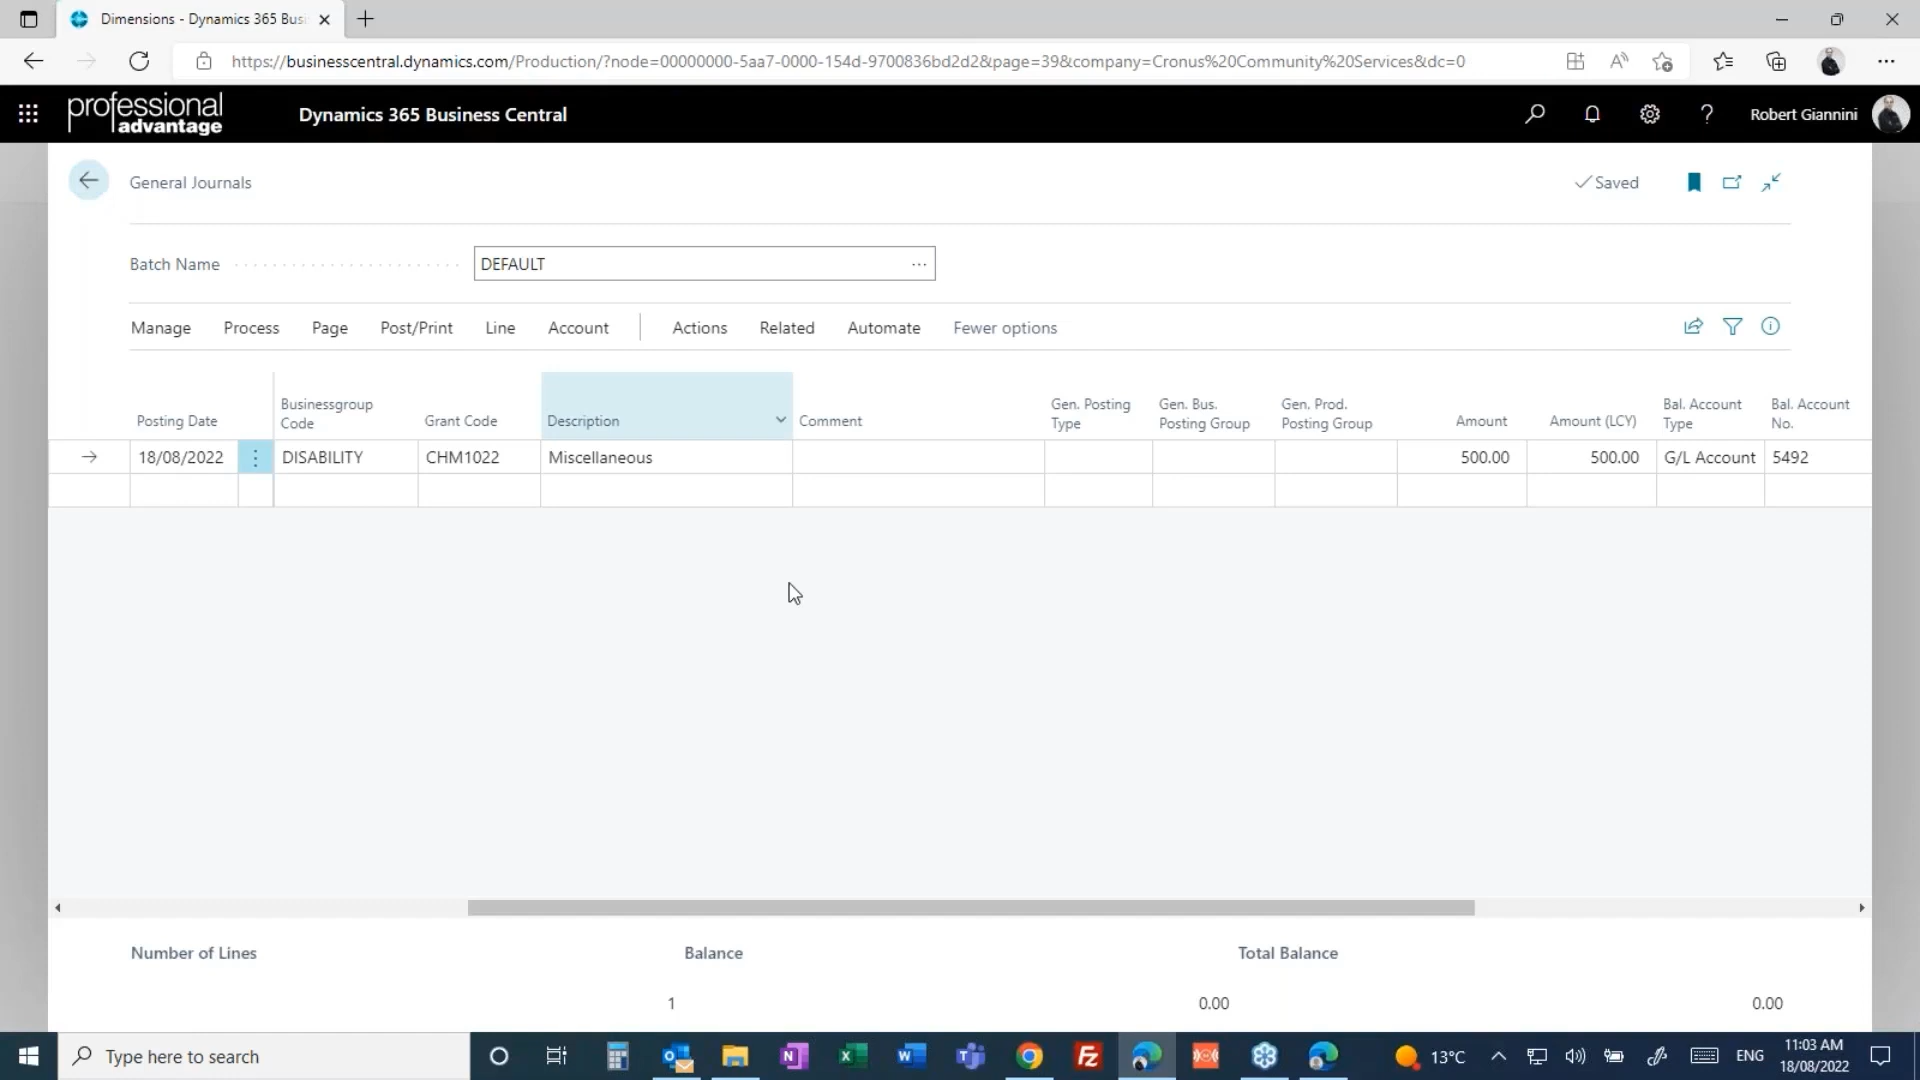 Dimensions - Dynamics 365 Busi
https://businesscentral.dynamics.com/Production/?node=00000000-5aa7-0000-154d-9700836bd2d2&page=39&company=Cronus%20Community%20Services&dc=0
professional advantage
Dynamics 365 Business Central
Robert Giannini
General Journals
Saved
Batch Name
DEFAULT
Manage Process Page Post/Print Line Account Actions Related Automate Fewer options
Posting Date Businessgroup Code Grant Code Description Comment Gen. Posting Type Gen. Bus. Posting Group Gen. Prod. Posting Group Amount Amount (LCY) Bal. Account Type Bal. Account No.
18/08/2022 DISABILITY CHM1022 Miscellaneous 500.00 500.00 G/L Account 5492
Number of Lines Balance Total Balance
1 0.00 0.00
Type here to search
13°C
ENG
11:03 AM
18/08/2022